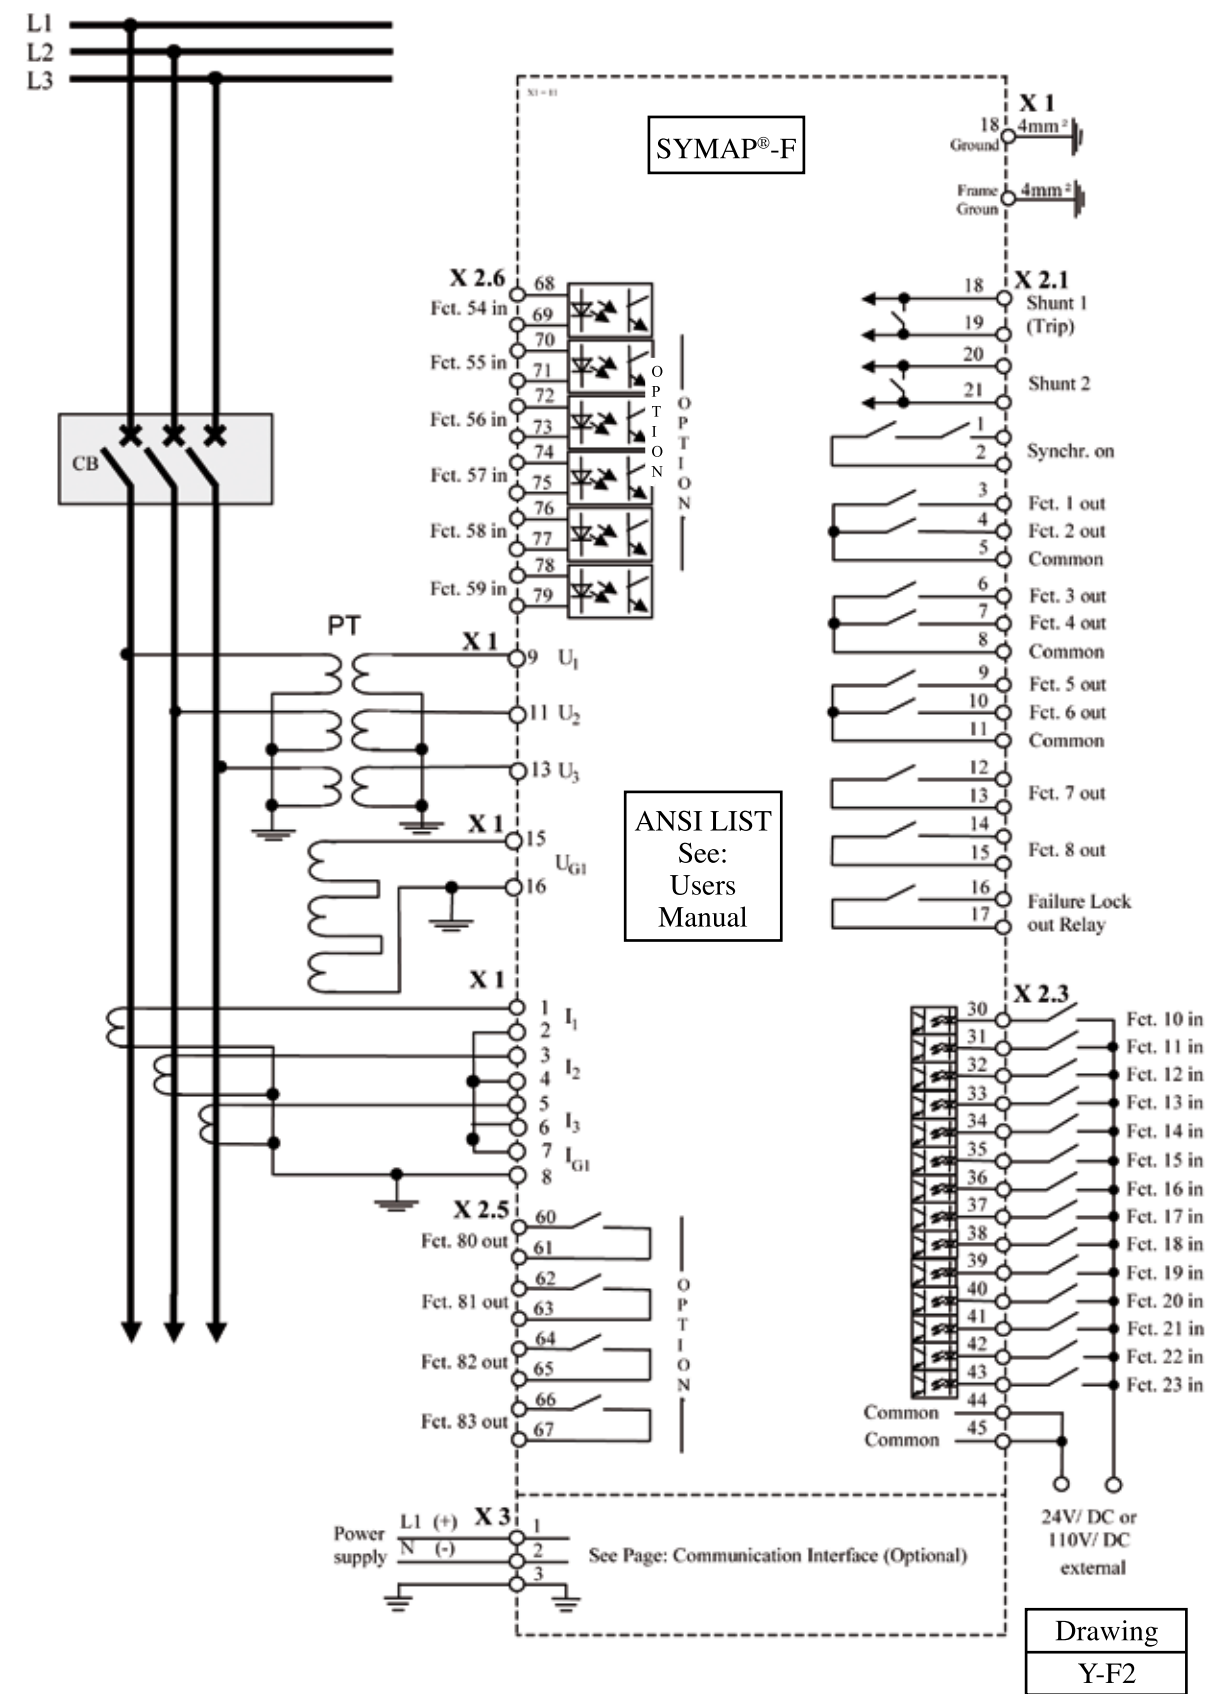 L1
L2
L3
X1 = E1
SYMAP®-F
X 1
18 4mm²
Ground
Frame 4mm²
Groun
X 2.6
68
Fct. 54 in
69
70
Fct. 55 in
71
72
Fct. 56 in
73
74
Fct. 57 in
75
76
Fct. 58 in
77
78
Fct. 59 in
79
OPTION
OPTION
X 2.1
18
Shunt 1
19
(Trip)
20
Shunt 2
21
1
2
Synchr. on
3 Fct. 1 out
4 Fct. 2 out
5 Common
6 Fct. 3 out
7 Fct. 4 out
8 Common
9 Fct. 5 out
10 Fct. 6 out
11 Common
12
13
Fct. 7 out
14
15
Fct. 8 out
16
17
Failure Lock
out Relay
CB
PT
X 1
9 U1
11 U2
13 U3
X 1
15
UG1
16
ANSI LIST
See:
Users
Manual
X 1
1
I1
2
3
I2
4
5
I3
6
7
IG1
8
X 2.3
30 Fct. 10 in
31 Fct. 11 in
32 Fct. 12 in
33 Fct. 13 in
34 Fct. 14 in
35 Fct. 15 in
36 Fct. 16 in
37 Fct. 17 in
38 Fct. 18 in
39 Fct. 19 in
40 Fct. 20 in
41 Fct. 21 in
42 Fct. 22 in
43 Fct. 23 in
Common 44
Common 45
24V/ DC or
110V/ DC
external
X 2.5
60
Fct. 80 out
61
62
Fct. 81 out
63
64
Fct. 82 out
65
66
Fct. 83 out
67
OPTION
X 3
Power
supply
L1 (+) 1
N (-) 2
3
See Page: Communication Interface (Optional)
Drawing
Y-F2